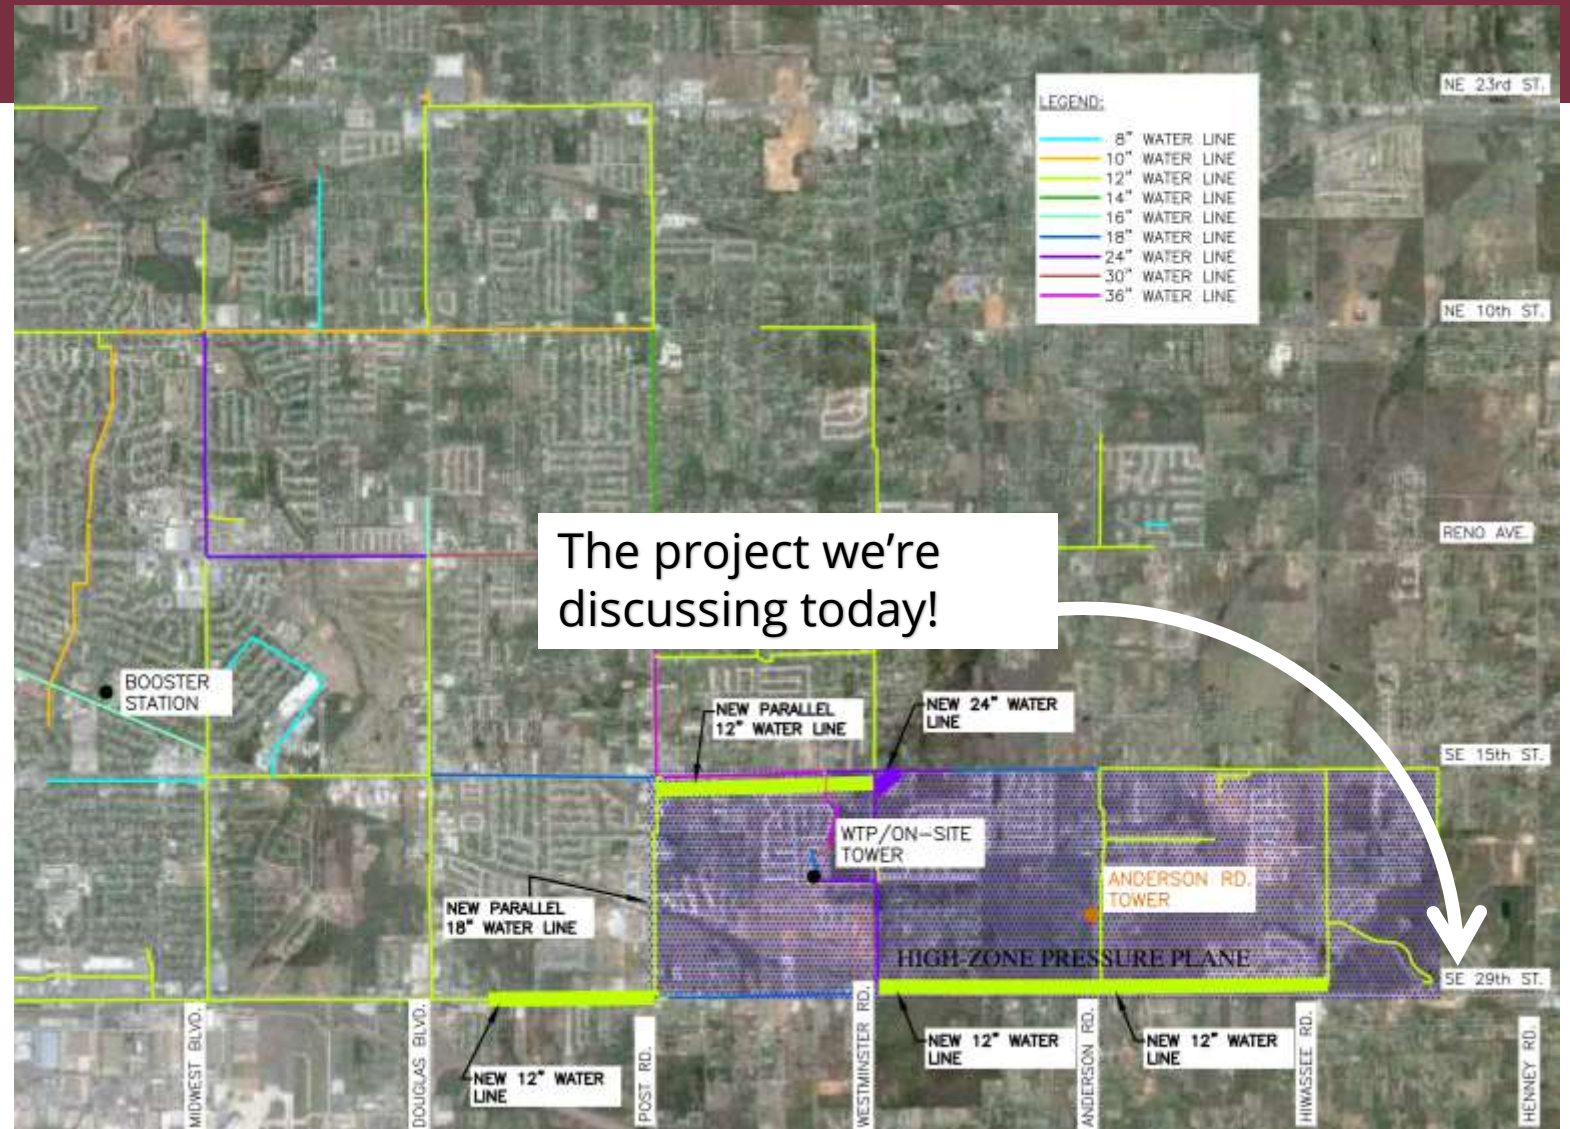 NE 23rd ST.
LEGEND:
8" WATER LINE
10" WATER LINE
12" WATER LINE
14" WATER LINE
16" WATER LINE
18" WATER LINE
24" WATER LINE
30" WATER LINE
36" WATER LINE
NE 10th ST.
RENO AVE.
The project we’re
discussing today!
BOOSTER
STATION
NEW PARALLEL
12" WATER LINE
NEW 24" WATER
LINE
SE 15th ST.
WTP/ON-SITE
TOWER
ANDERSON RD.
TOWER
NEW PARALLEL
18" WATER LINE
HIGH-ZONE PRESSURE PLANE
SE 29th ST.
NEW 12" WATER
LINE
NEW 12" WATER
LINE
NEW 12" WATER
LINE
MIDWEST BLVD.
DOUGLAS BLVD.
POST RD.
WESTMINSTER RD.
ANDERSON RD.
HIWASSEE RD.
HENNEY RD.